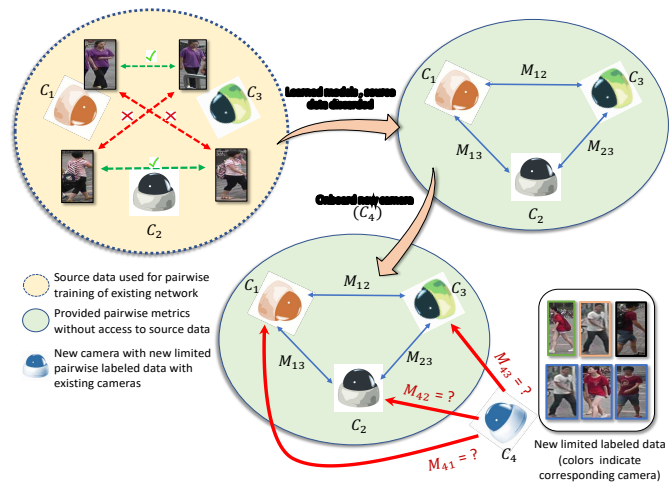 C1
C3
C2
Learned models, source
data discarded
C1
M12
C3
M13
M23
C2
Onboard new camera
(C4)
Source data used for pairwise
training of existing network
Provided pairwise metrics
without access to source data
New camera with new limited
pairwise labeled data with
existing cameras
C1
M12
C3
M13
M23
C2
M43 = ?
M42 = ?
M41 = ?
C4
New limited labeled data
(colors indicate
corresponding camera)